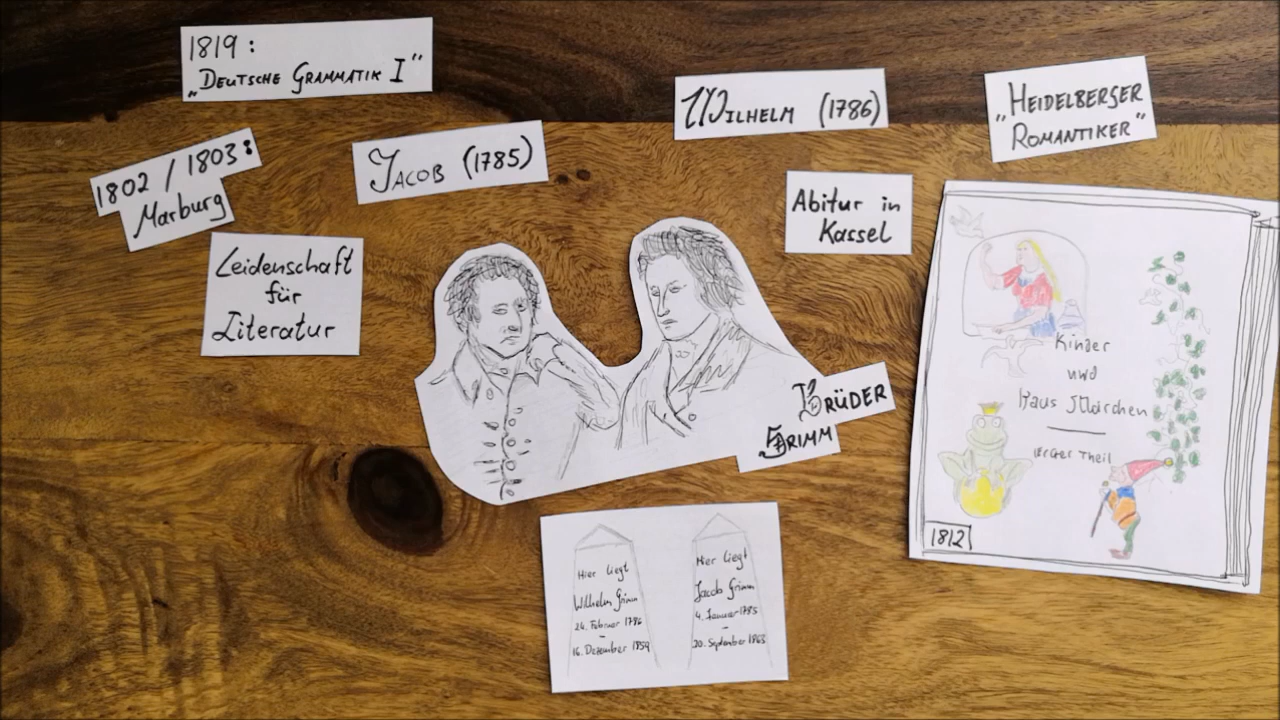 1819:
„Deutsche Grammatik I“
1802 / 1803:
Marburg
Jacob (1785)
Wilhelm (1786)
„Heidelberger
Romantiker“
Leidenschaft
für
Literatur
Abitur in
Kassel
Brüder
Grimm
Kinder
und
Haus Märchen
Erster Theil
1812
Hier liegt
Wilhelm Grimm
24. Februar 1786
–
16. Dezember 1859
Hier liegt
Jacob Grimm
4. Januar 1785
–
20. September 1863